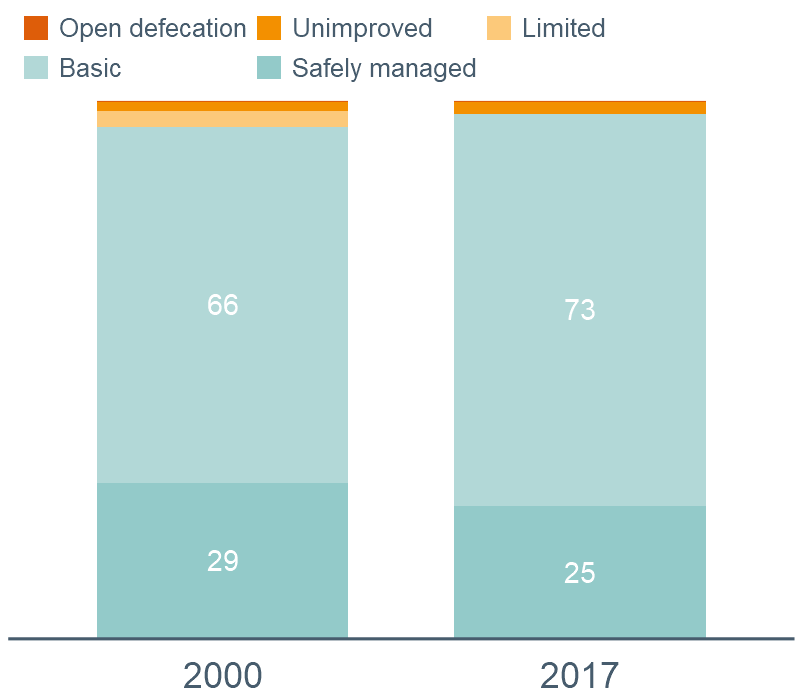 Open defecation Unimproved Limited
Basic Safely managed
66 73
29 25
2000 2017